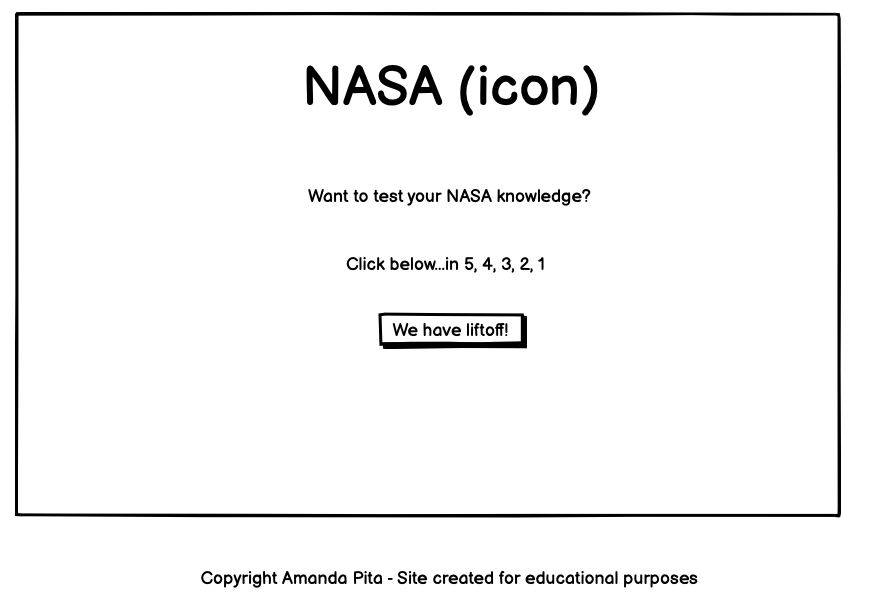 NASA (icon)
Want to test your NASA knowledge?
Click below...in 5, 4, 3, 2, 1
We have liftoff!
Copyright Amanda Pita - Site created for educational purposes